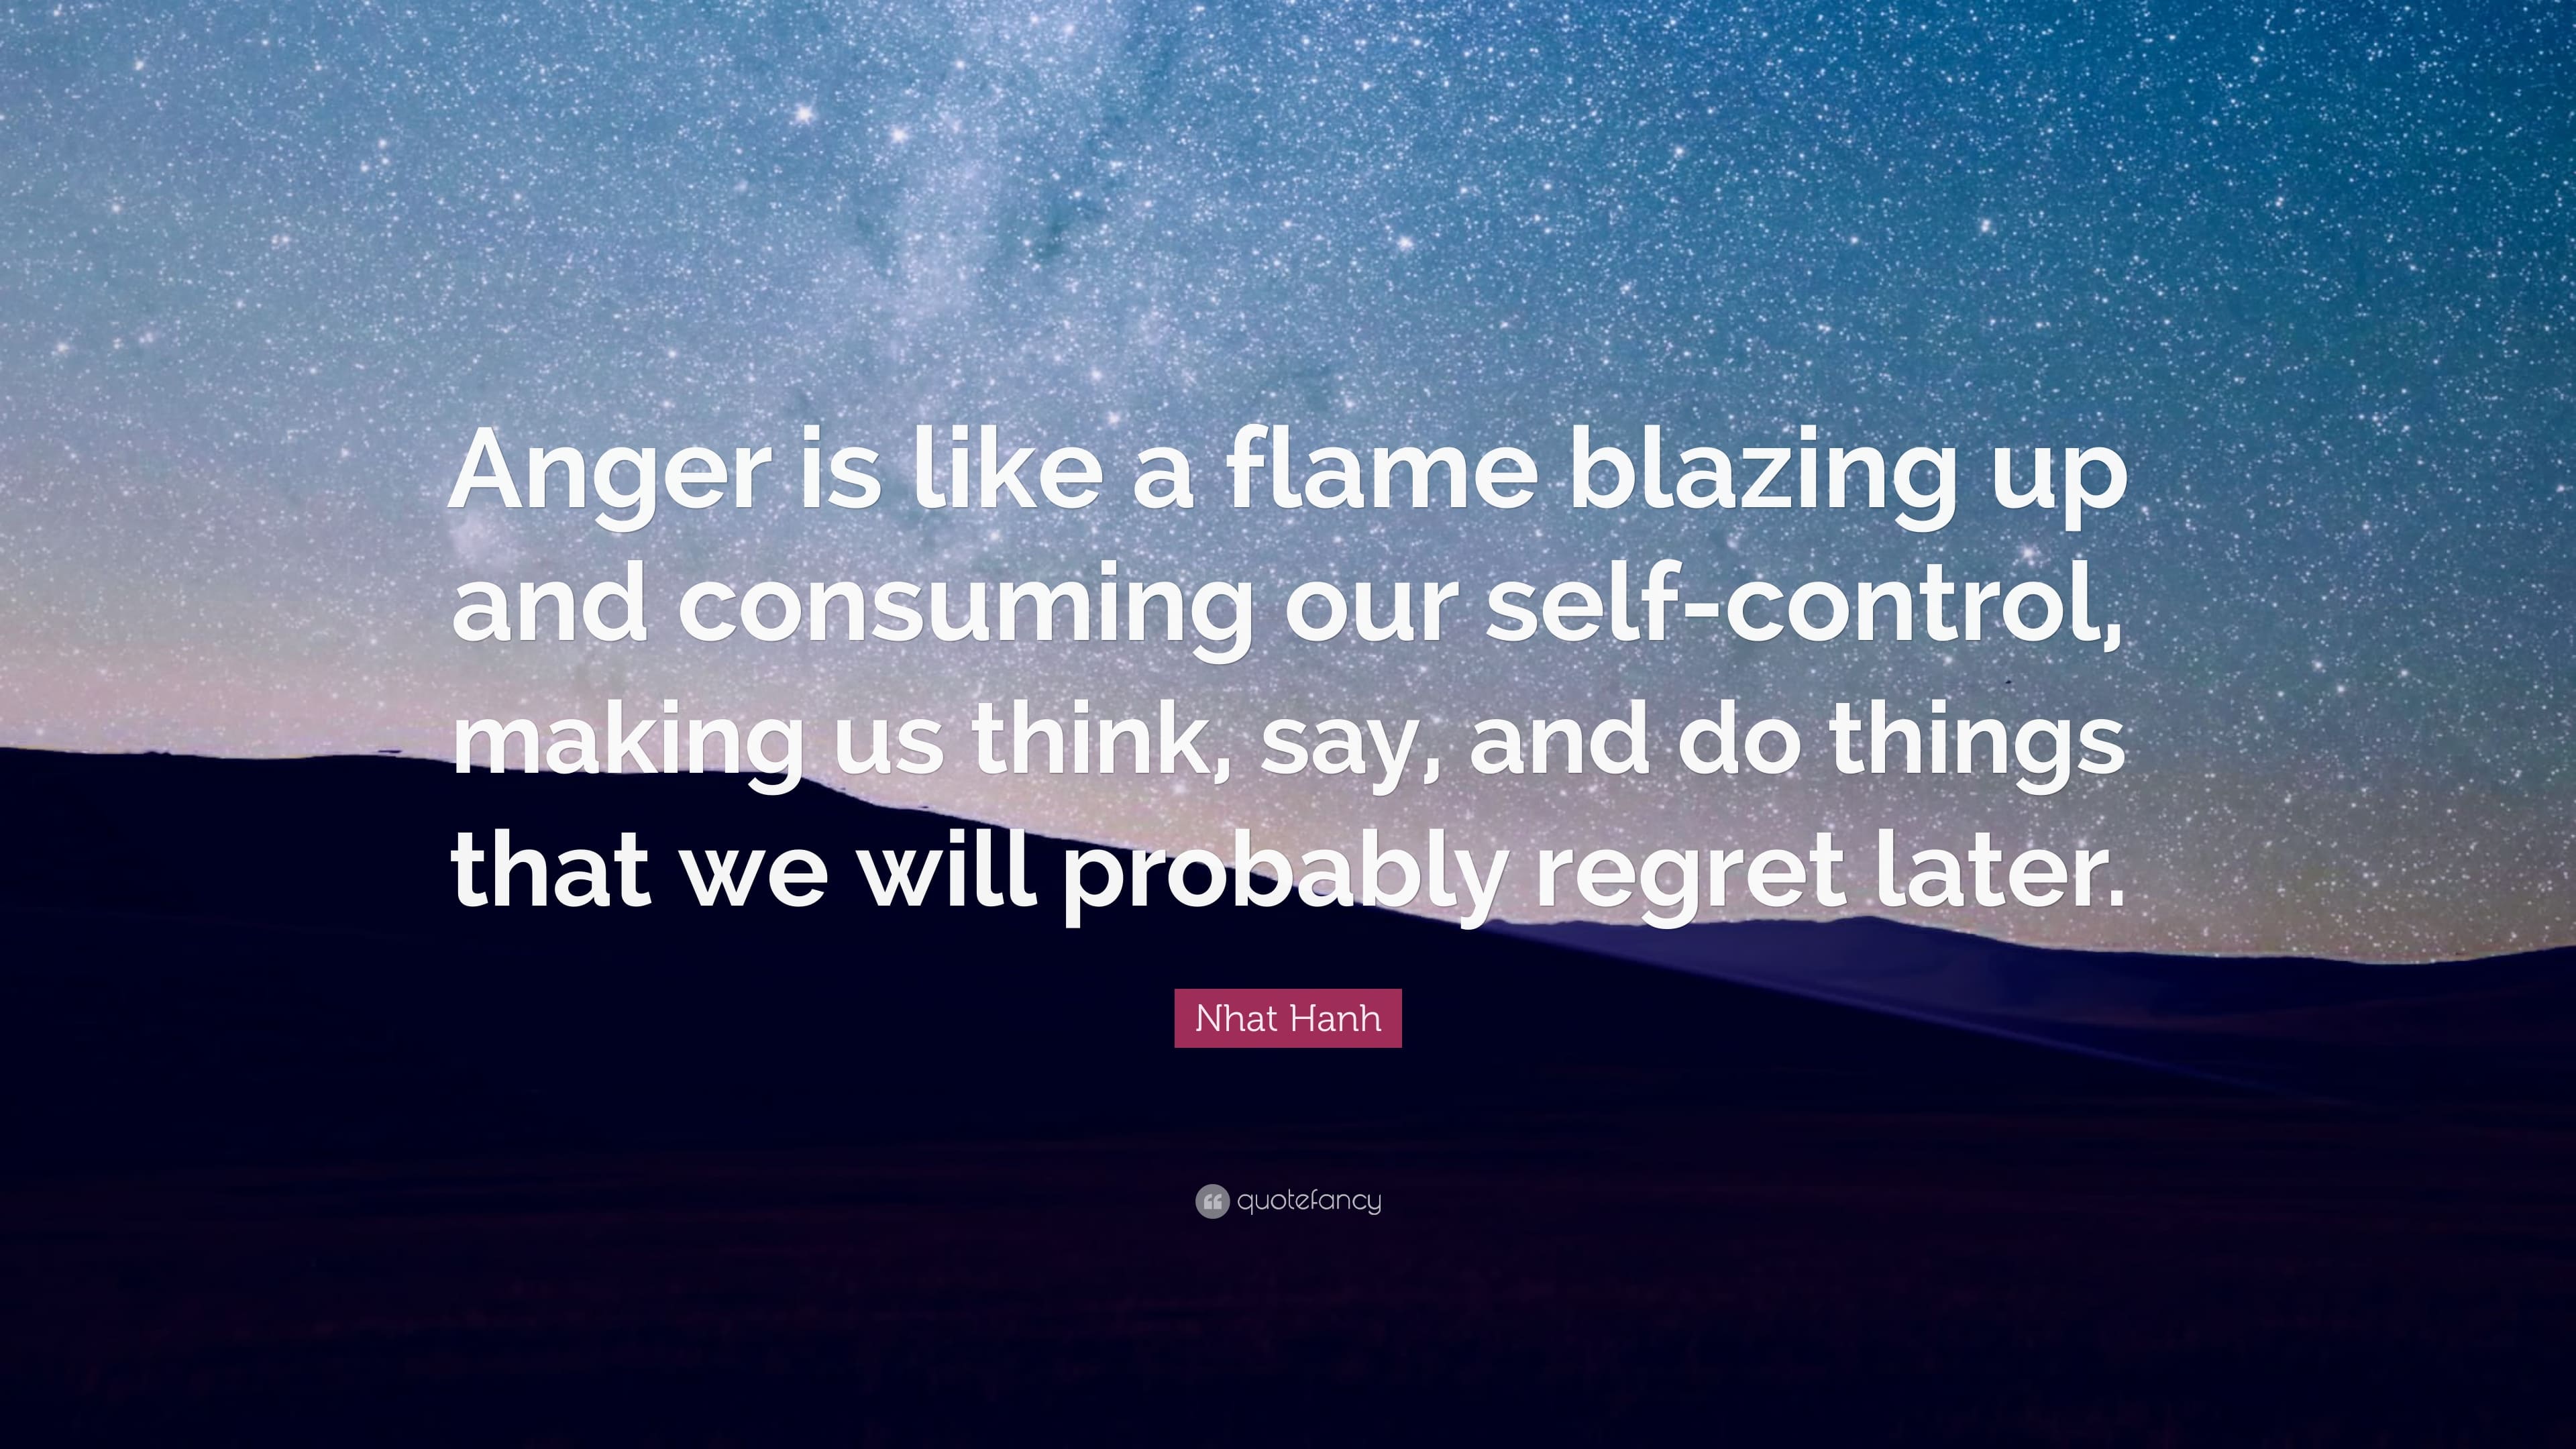 Anger is like a flame blazing up
and consuming our self-control,
making us think, say, and do things
that we will probably regret later.
Nhat Hanh
quotefancy